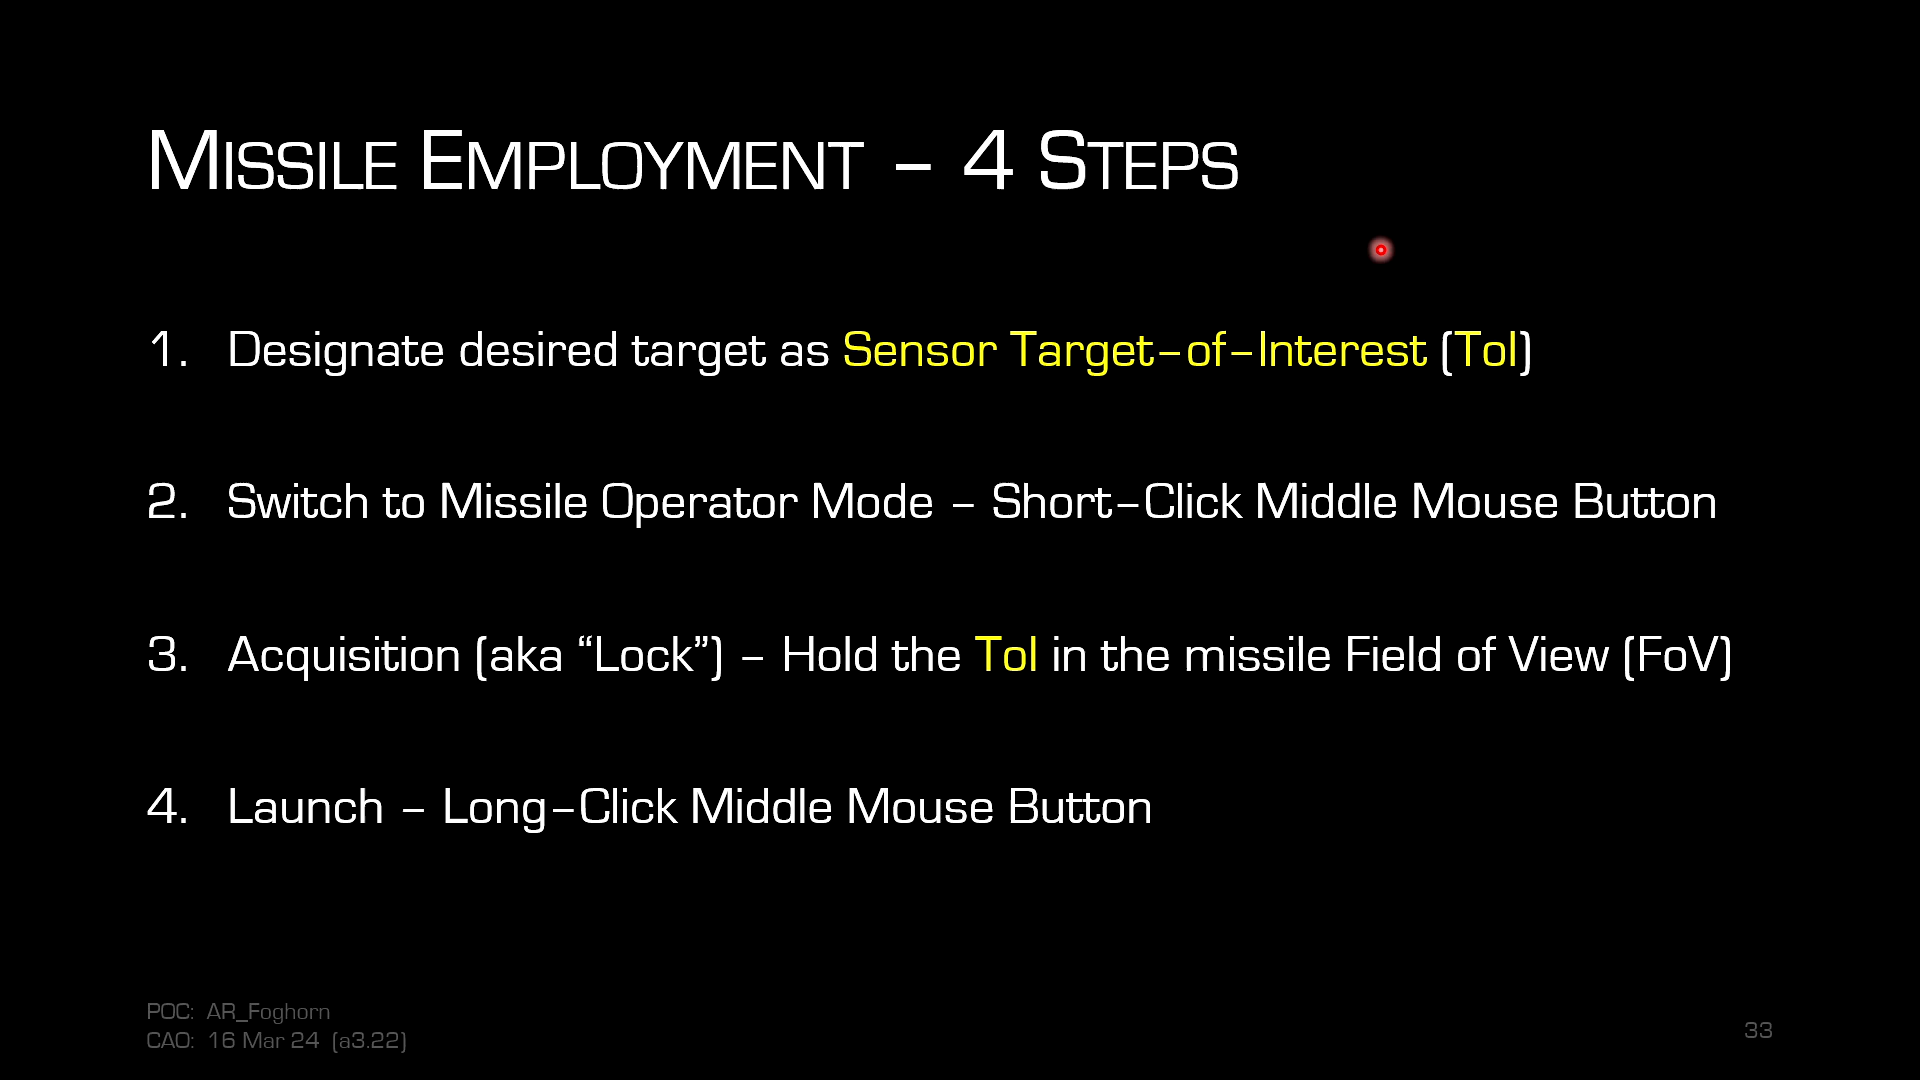 MISSILE EMPLOYMENT – 4 STEPS
1. Designate desired target as Sensor Target-of-Interest (ToI)
2. Switch to Missile Operator Mode – Short-Click Middle Mouse Button
3. Acquisition (aka “Lock”) – Hold the ToI in the missile Field of View (FoV)
4. Launch – Long-Click Middle Mouse Button
POC: AR_Foghorn
CAO: 16 Mar 24 (a3.22)
33